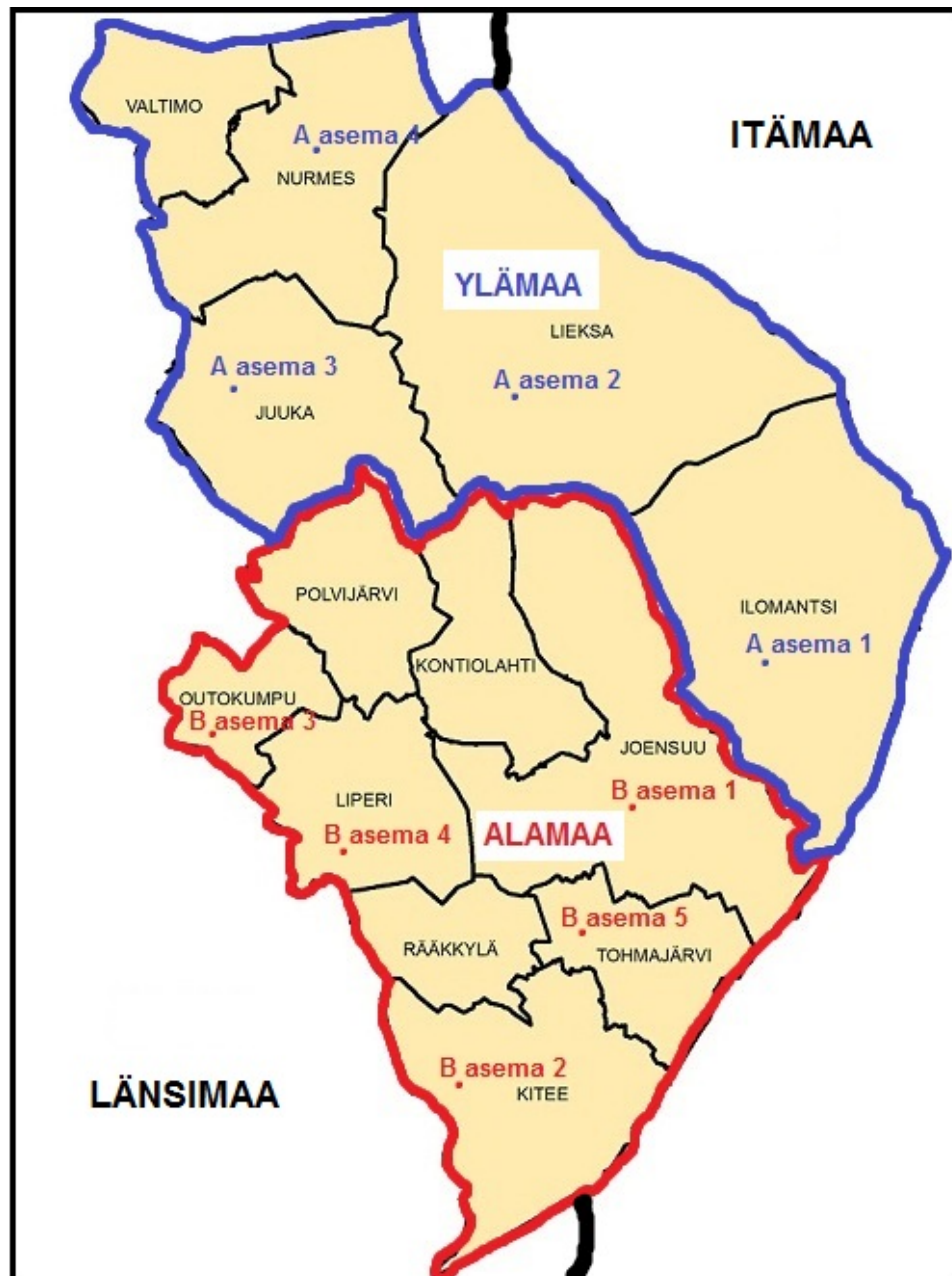 VALTIMO
A asema 4
NURMES
ITÄMAA
YLÄMAA
LIEKSA
A asema 3
JUUKA
A asema 2
POLVIJÄRVI
ILOMANTSI
A asema 1
KONTIOLAHTI
OUTOKUMPU
B asema 3
JOENSUU
B asema 1
LIPERI
B asema 4
ALAMAA
B asema 5
RÄÄKKYLÄ
TOHMAJÄRVI
B asema 2
KITEE
LÄNSIMAA